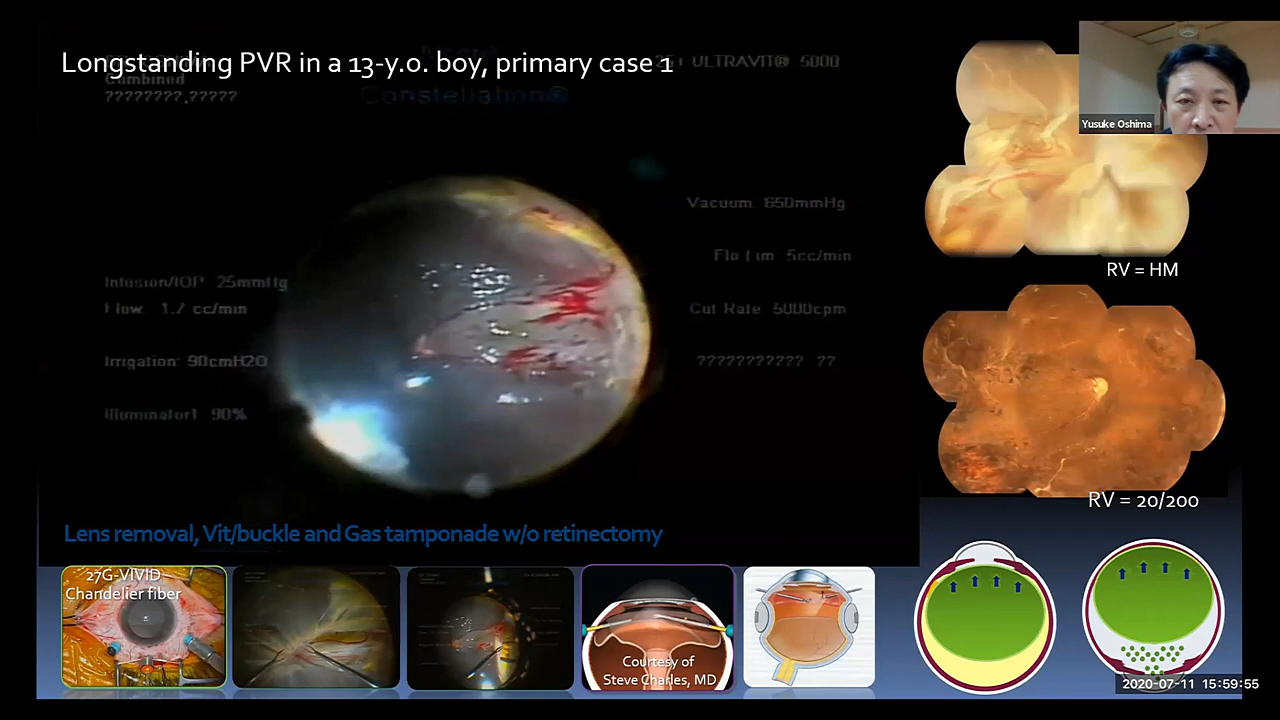 Longstanding PVR in a 13-y.o. boy, primary case 1
Combined
????????.?????
Constellation®
25+ ULTRAVIT® 5000
Yusuke Oshima
Vacuum 650mmHg
5cc/min
Infusion/IOP 25mmHg
Flow 1.7 cc/min
Cut Rate 5000cpm
Irrigation 90cmH2O
??????????? ??
Illuminator1 90%
RV = HM
RV = 20/200
Lens removal, Vit/buckle and Gas tamponade w/o retinectomy
27G-VIVID
Chandelier fiber
Courtesy of
Steve Charles, MD
2020-07-11 15:59:55